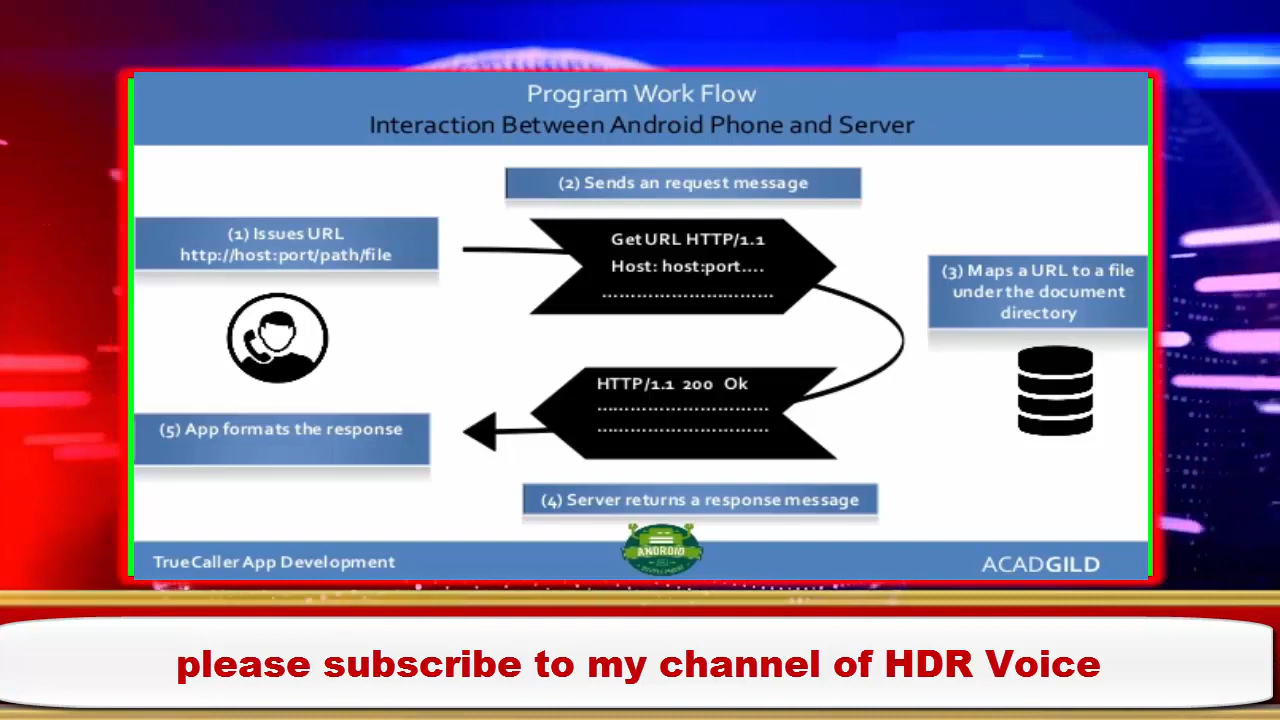 Program Work Flow
Interaction Between Android Phone and Server
(2) Sends an request message
(1) Issues URL
http://host:port/path/file
Get URL HTTP/1.1
Host: host:port....
..............................
(3) Maps a URL to a file
under the document
directory
HTTP/1.1 200 Ok
..............................
..............................
(5) App formats the response
(4) Server returns a response message
ANDROID
TrueCaller App Development
ACADGILD
please subscribe to my channel of HDR Voice